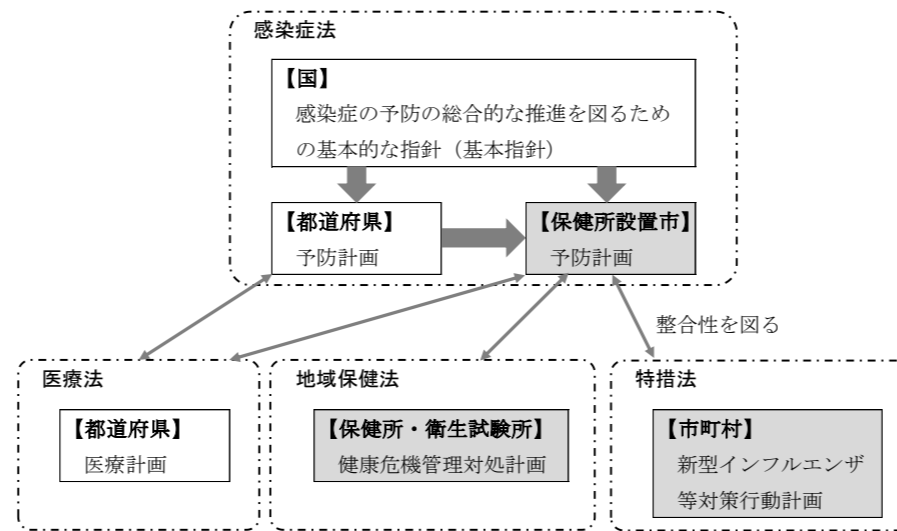 感染症法
【国】
感染症の予防の総合的な推進を図るため
の基本的な指針（基本指針）
【都道府県】
予防計画
【保健所設置市】
予防計画
整合性を図る
医療法
【都道府県】
医療計画
地域保健法
【保健所・衛生試験所】
健康危機管理対処計画
特措法
【市町村】
新型インフルエンザ
等対策行動計画